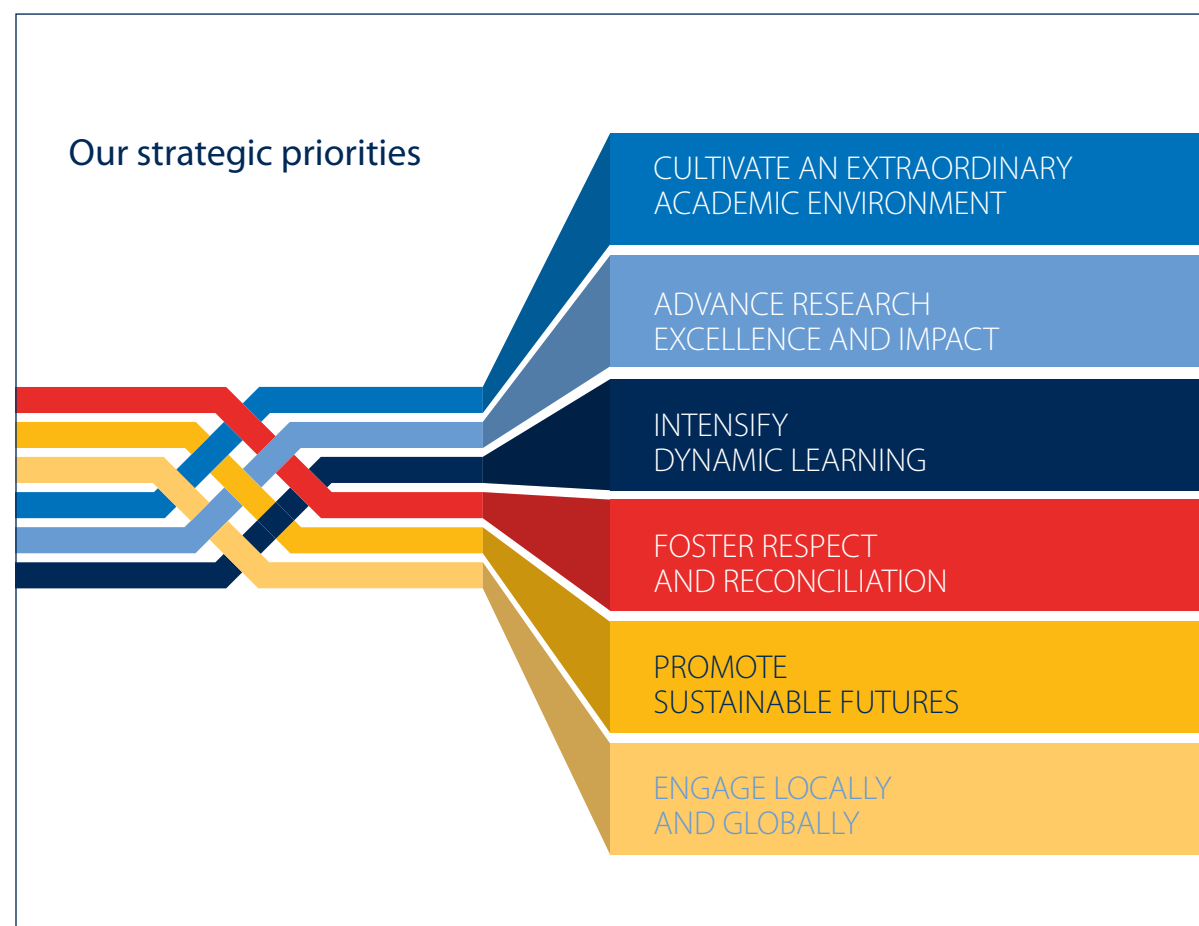 Our strategic priorities
CULTIVATE AN EXTRAORDINARY
ACADEMIC ENVIRONMENT
ADVANCE RESEARCH
EXCELLENCE AND IMPACT
INTENSIFY
DYNAMIC LEARNING
FOSTER RESPECT
AND RECONCILIATION
PROMOTE
SUSTAINABLE FUTURES
ENGAGE LOCALLY
AND GLOBALLY